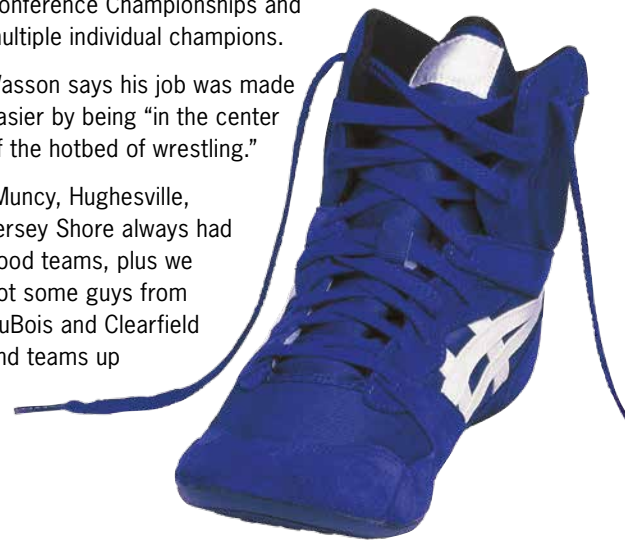 onference Championships and
ultiple individual champions.
asson says his job was made
asier by being “in the center
f the hotbed of wrestling.”
Muncy, Hughesville,
ersey Shore always had
ood teams, plus we
ot some guys from
uBois and Clearfield
nd teams up